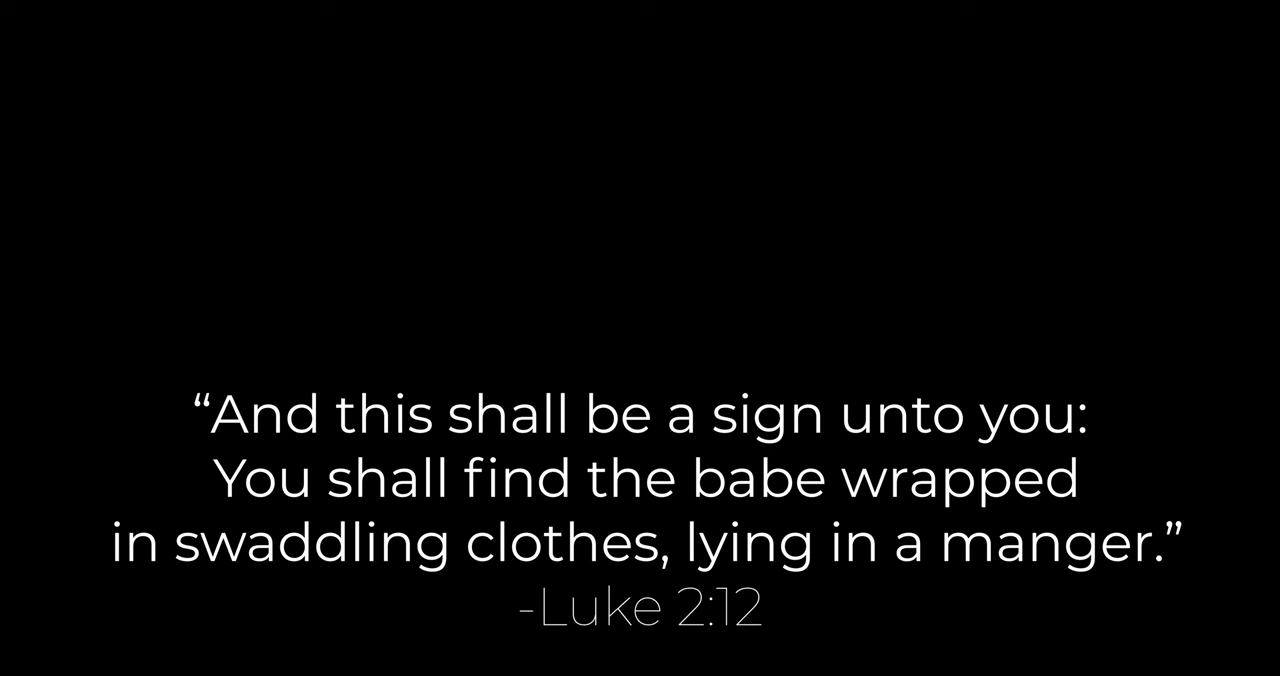 “And this shall be a sign unto you:
You shall find the babe wrapped
in swaddling clothes, lying in a manger.”
-Luke 2:12